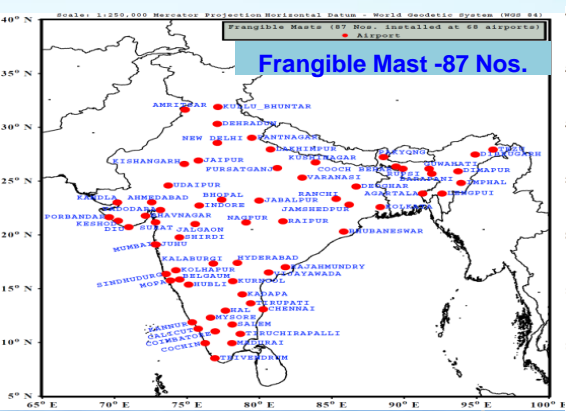 Scale: 1:250,000 Mercator Projection Horizontal Datum - World Geodetic System (WGS 84)
Frangible Masts (87 Nos. installed at 68 airports)
Airport
Frangible Mast -87 Nos.
40° N
35° N
30° N
25° N
20° N
15° N
10° N
5° N
65° E
70° E
75° E
80° E
85° E
90° E
95° E
100° E
AMRITSAR
KULLU_BHUNTAR
DEHRADUN
NEW DELHI
PANTNAGAR
LAKHIMPUR
KUSHINAGAR
PAKYONG
TEZU
DIBRUGARH
GUWAHATI
COOCH BEHAR
RUPSI
BARAPANI
DIMAPUR
IMPHAL
KISHANGARH
JAIPUR
FURSATGANJ
VARANASI
DEOGHAR
AGARTALA
LENGPUI
UDAIPUR
BHOPAL
RANCHI
KANDLA
AHMEDABAD
INDORE
JABALPUR
JAMSHEDPUR
KOLKATA
VADODARA
PORBANDAR
BHAVNAGAR
KESHOD
DIU
SURAT
JALGAON
NAGPUR
RAIPUR
SHIRDI
BHUBANESWAR
MUMBAI
JUHU
KALABURGI
HYDERABAD
RAJAHMUNDRY
SINDHUDURG
KOLHAPUR
VIJAYAWADA
MOPA
BELGAUM
HUBLI
KURNOOL
KADAPA
TIRUPATI
HAL
CHENNAI
MYSORE
KANNUR
SALEM
CALICUT
TIRUCHIRAPALLI
COIMBATORE
COCHIN
MADURAI
TRIVENDRUM